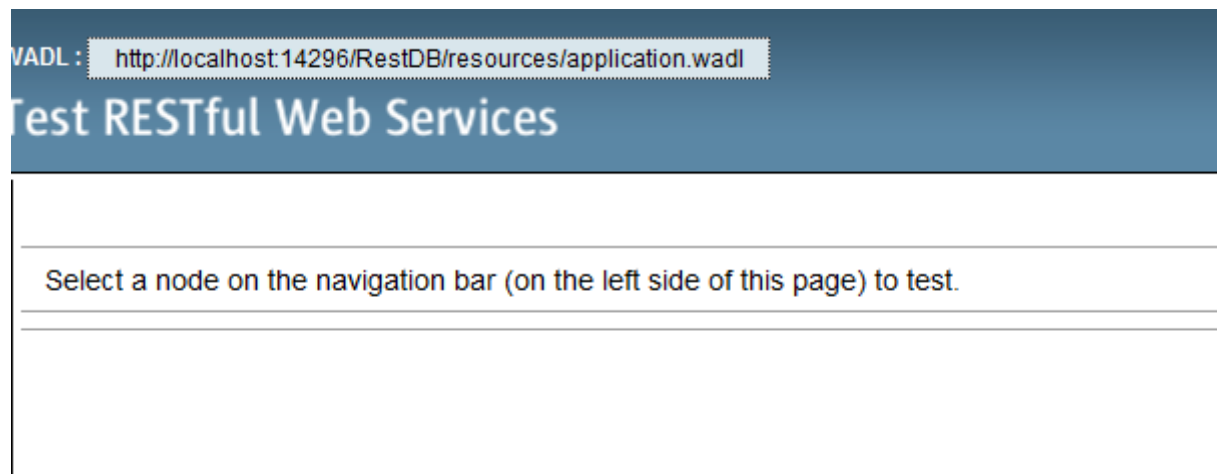 WADL : http://localhost:14296/RestDB/resources/application.wadl
Test RESTful Web Services
Select a node on the navigation bar (on the left side of this page) to test.